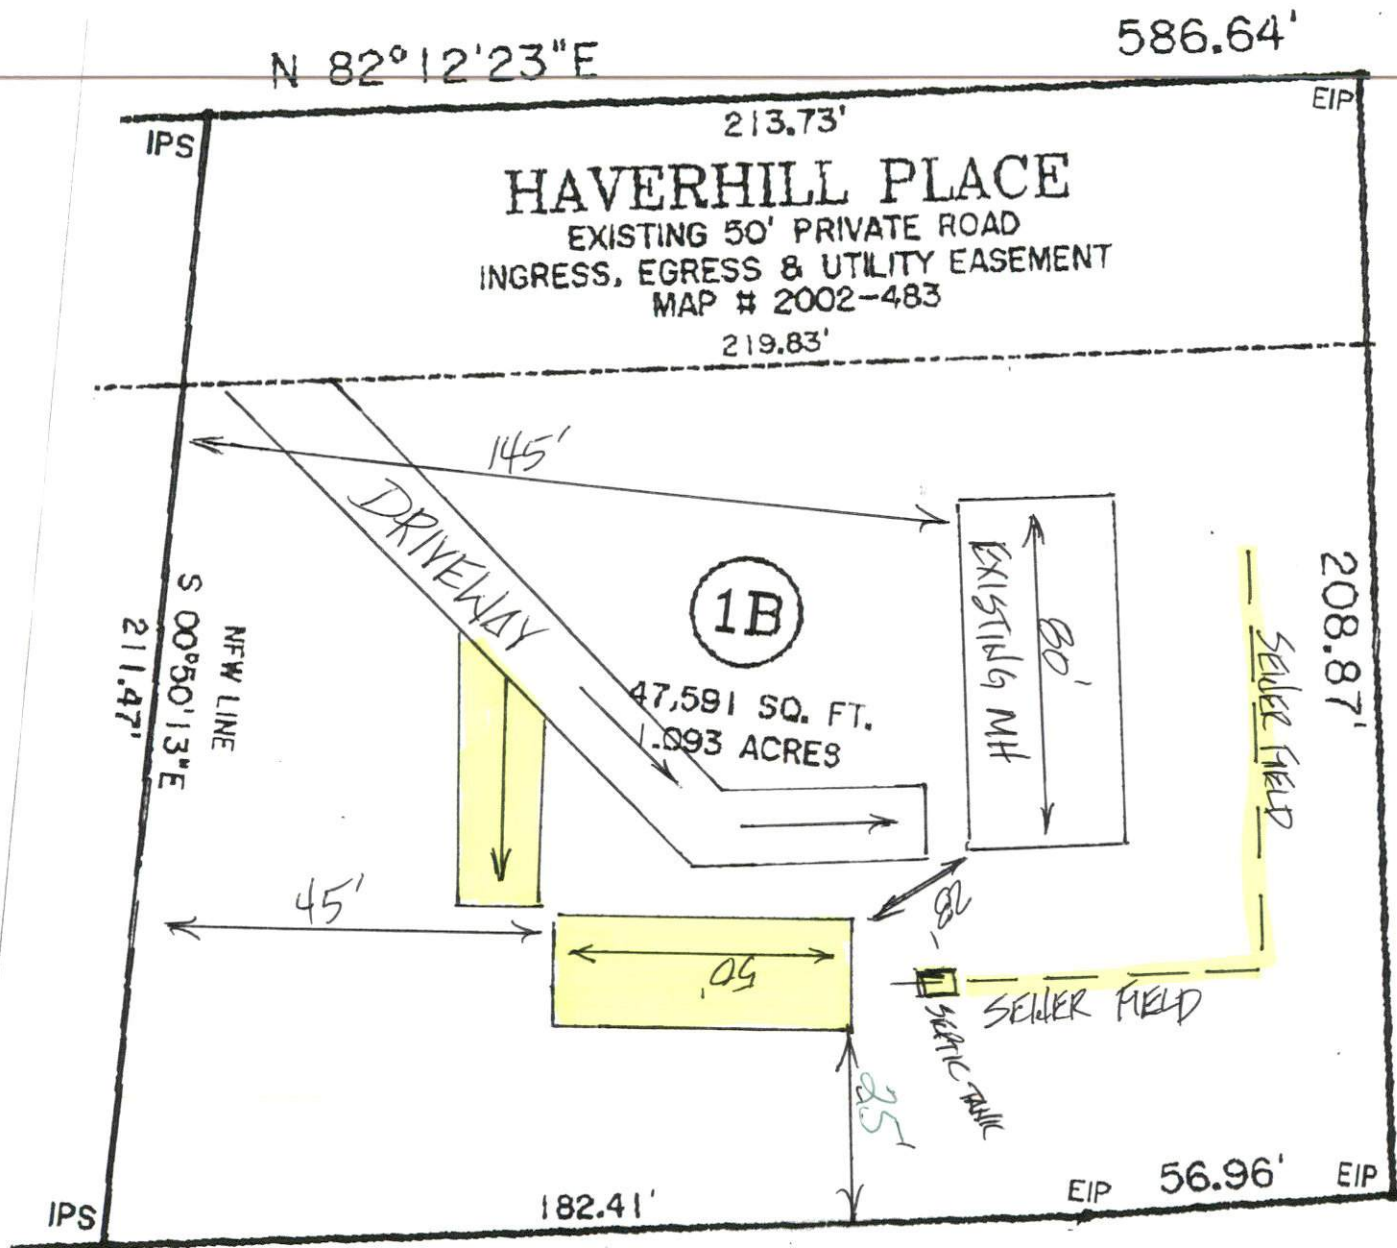 N 82°12'23"E
586.64'
IPS
213.73'
EIP
HAVERHILL PLACE
EXISTING 50' PRIVATE ROAD
INGRESS, EGRESS & UTILITY EASEMENT
MAP # 2002-483
219.83'
145'
DRIVEWAY
1B
47,591 SQ. FT.
1.093 ACRES
EXISTING MH
80'
SEWER FIELD
208.87'
NEW LINE
S 00°50'13"E
211.47'
45'
50'
28'
SEWER FIELD
SEPTIC TANK
25'
182.41'
IPS
EIP
56.96'
EIP